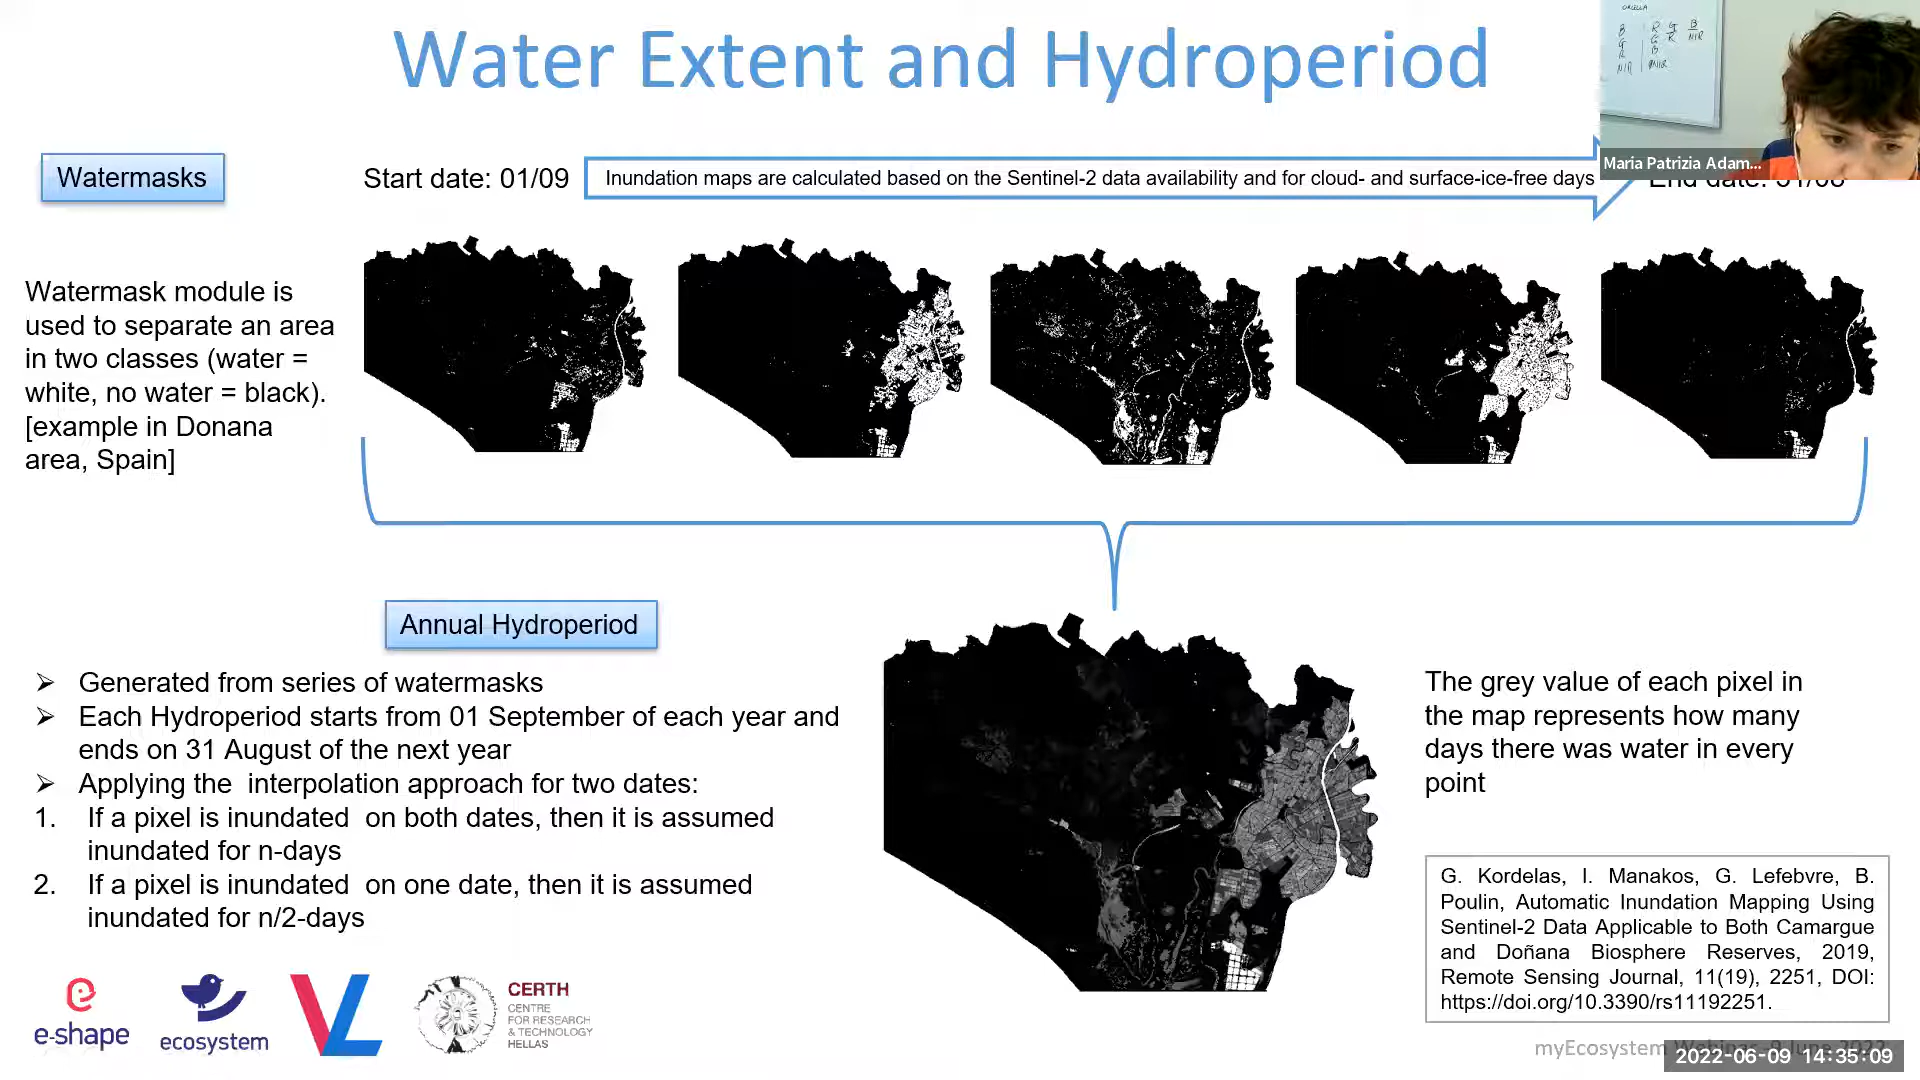 Water Extent and Hydroperiod
B
G
R
NIR
R
G
B
NIR
G
R
B
NIR
Maria Patrizia Adam...
Watermasks
Start date: 01/09
Inundation maps are calculated based on the Sentinel-2 data availability and for cloud- and surface-ice-free days
End date: 31/08
Watermask module is
used to separate an area
in two classes (water =
white, no water = black).
[example in Donana
area, Spain]
Annual Hydroperiod
➢ Generated from series of watermasks
➢ Each Hydroperiod starts from 01 September of each year and
ends on 31 August of the next year
➢ Applying the interpolation approach for two dates:
1. If a pixel is inundated on both dates, then it is assumed
inundated for n-days
2. If a pixel is inundated on one date, then it is assumed
inundated for n/2-days
The grey value of each pixel in
the map represents how many
days there was water in every
point
G. Kordelas, I. Manakos, G. Lefebvre, B.
Poulin, Automatic Inundation Mapping Using
Sentinel-2 Data Applicable to Both Camargue
and Doñana Biosphere Reserves, 2019,
Remote Sensing Journal, 11(19), 2251, DOI:
https://doi.org/10.3390/rs11192251.
e-shape
ecosystem
VL
CERTH
CENTRE
FOR RESEARCH
& TECHNOLOGY
HELLAS
myEcosystem
2022-06-09 14:35:09